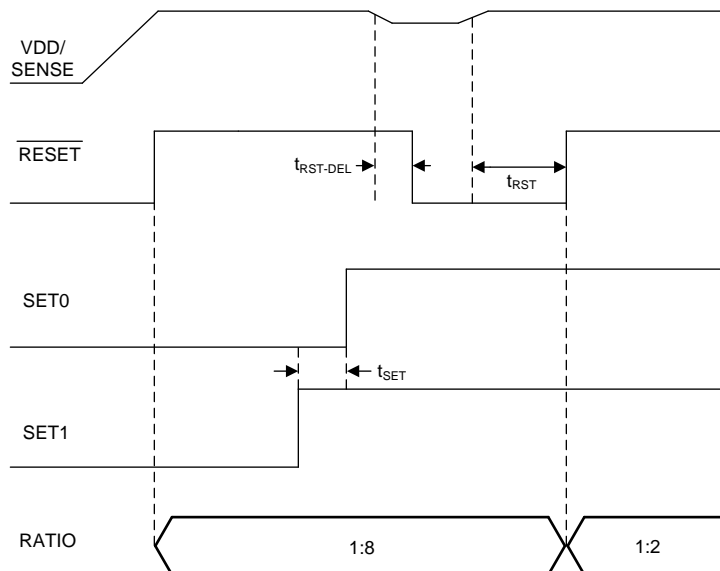 VDD/
SENSE
RESET
tRST-DEL
tRST
SET0
tSET
SET1
RATIO
1:8
1:2